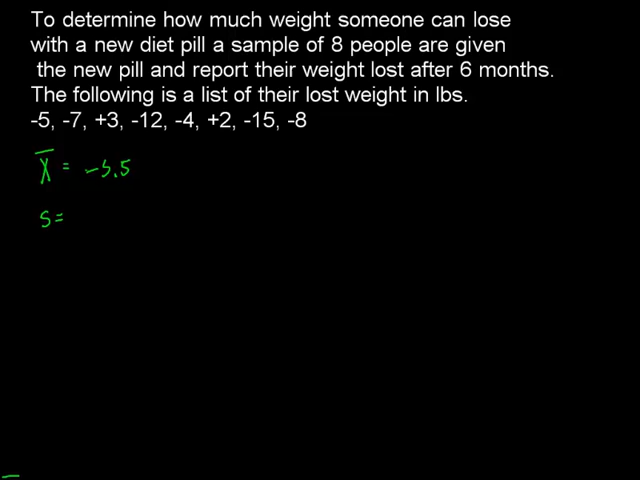 To determine how much weight someone can lose
with a new diet pill a sample of 8 people are given
the new pill and report their weight lost after 6 months.
The following is a list of their lost weight in lbs.
-5, -7, +3, -12, -4, +2, -15, -8
X̅ = -5.5
S =